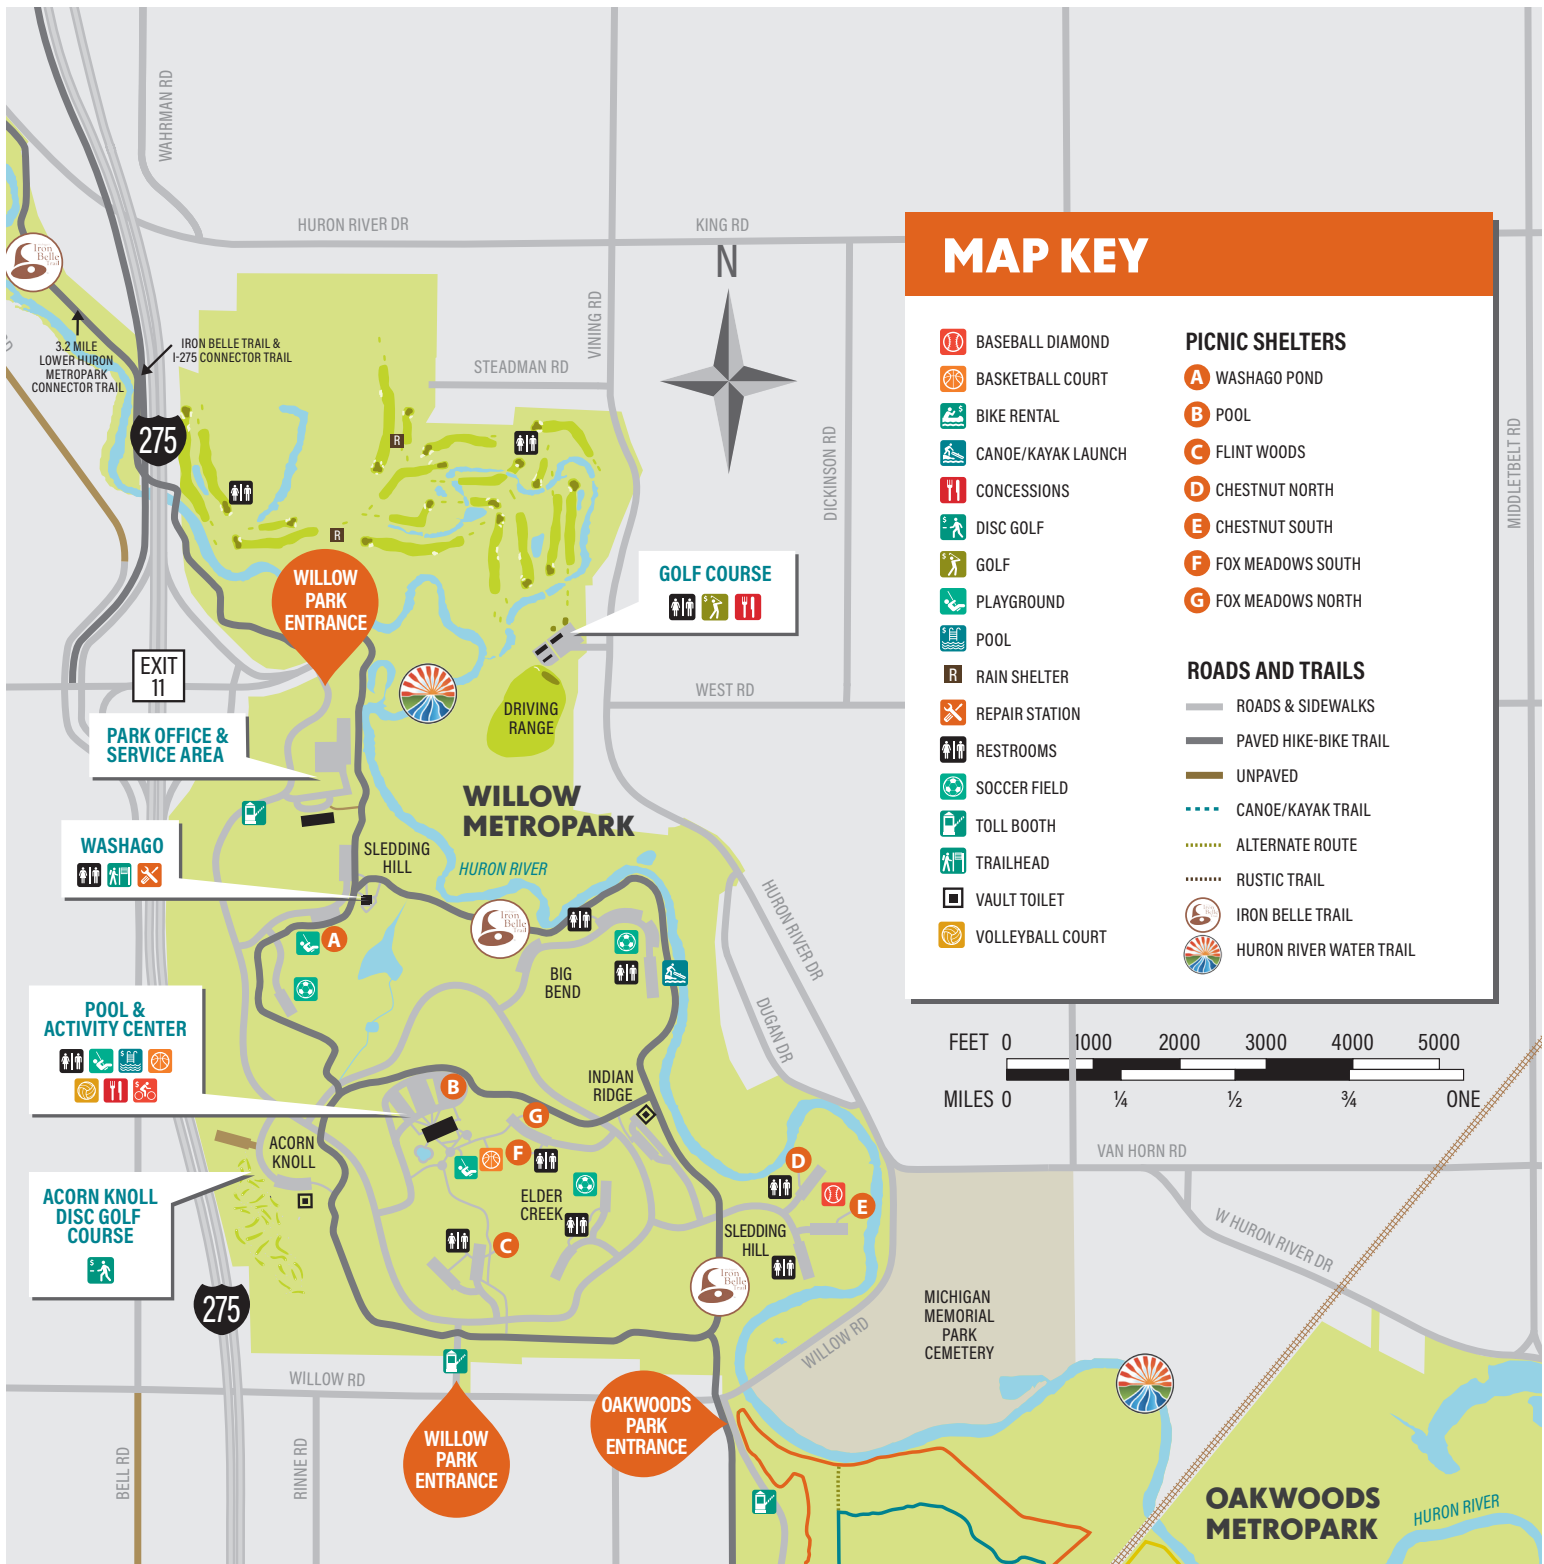 WAHRMAN RD
HURON RIVER DR
KING RD
N
Iron
Belle
Trail
3.2 MILE
LOWER HURON
METROPARK
CONNECTOR TRAIL
IRON BELLE TRAIL &
I-275 CONNECTOR TRAIL
VINING RD
STEADMAN RD
275
R
R
DICKINSON RD
MIDDLETBELT RD
WILLOW
PARK
ENTRANCE
GOLF COURSE
EXIT
11
WEST RD
DRIVING
RANGE
PARK OFFICE &
SERVICE AREA
WILLOW
METROPARK
WASHAGO
SLEDDING
HILL
HURON RIVER
Iron
Belle
Trail
A
BIG
BEND
HURON RIVER DR
DUGAN DR
POOL &
ACTIVITY CENTER
INDIAN
RIDGE
B
G
F
ACORN
KNOLL
ELDER
CREEK
C
D
E
SLEDDING
HILL
ACORN KNOLL
DISC GOLF
COURSE
Iron
Belle
Trail
275
VAN HORN RD
W HURON RIVER DR
MICHIGAN
MEMORIAL
PARK
CEMETERY
WILLOW RD
WILLOW RD
BELL RD
RINNE RD
WILLOW
PARK
ENTRANCE
OAKWOODS
PARK
ENTRANCE
OAKWOODS
METROPARK
HURON RIVER
MAP KEY
BASEBALL DIAMOND
BASKETBALL COURT
BIKE RENTAL
CANOE/KAYAK LAUNCH
CONCESSIONS
DISC GOLF
GOLF
PLAYGROUND
POOL
R RAIN SHELTER
REPAIR STATION
RESTROOMS
SOCCER FIELD
TOLL BOOTH
TRAILHEAD
VAULT TOILET
VOLLEYBALL COURT
PICNIC SHELTERS
A WASHAGO POND
B POOL
C FLINT WOODS
D CHESTNUT NORTH
E CHESTNUT SOUTH
F FOX MEADOWS SOUTH
G FOX MEADOWS NORTH
ROADS AND TRAILS
ROADS & SIDEWALKS
PAVED HIKE-BIKE TRAIL
UNPAVED
CANOE/KAYAK TRAIL
ALTERNATE ROUTE
RUSTIC TRAIL
IRON BELLE TRAIL
HURON RIVER WATER TRAIL
FEET 0 1000 2000 3000 4000 5000
MILES 0 ¼ ½ ¾ ONE